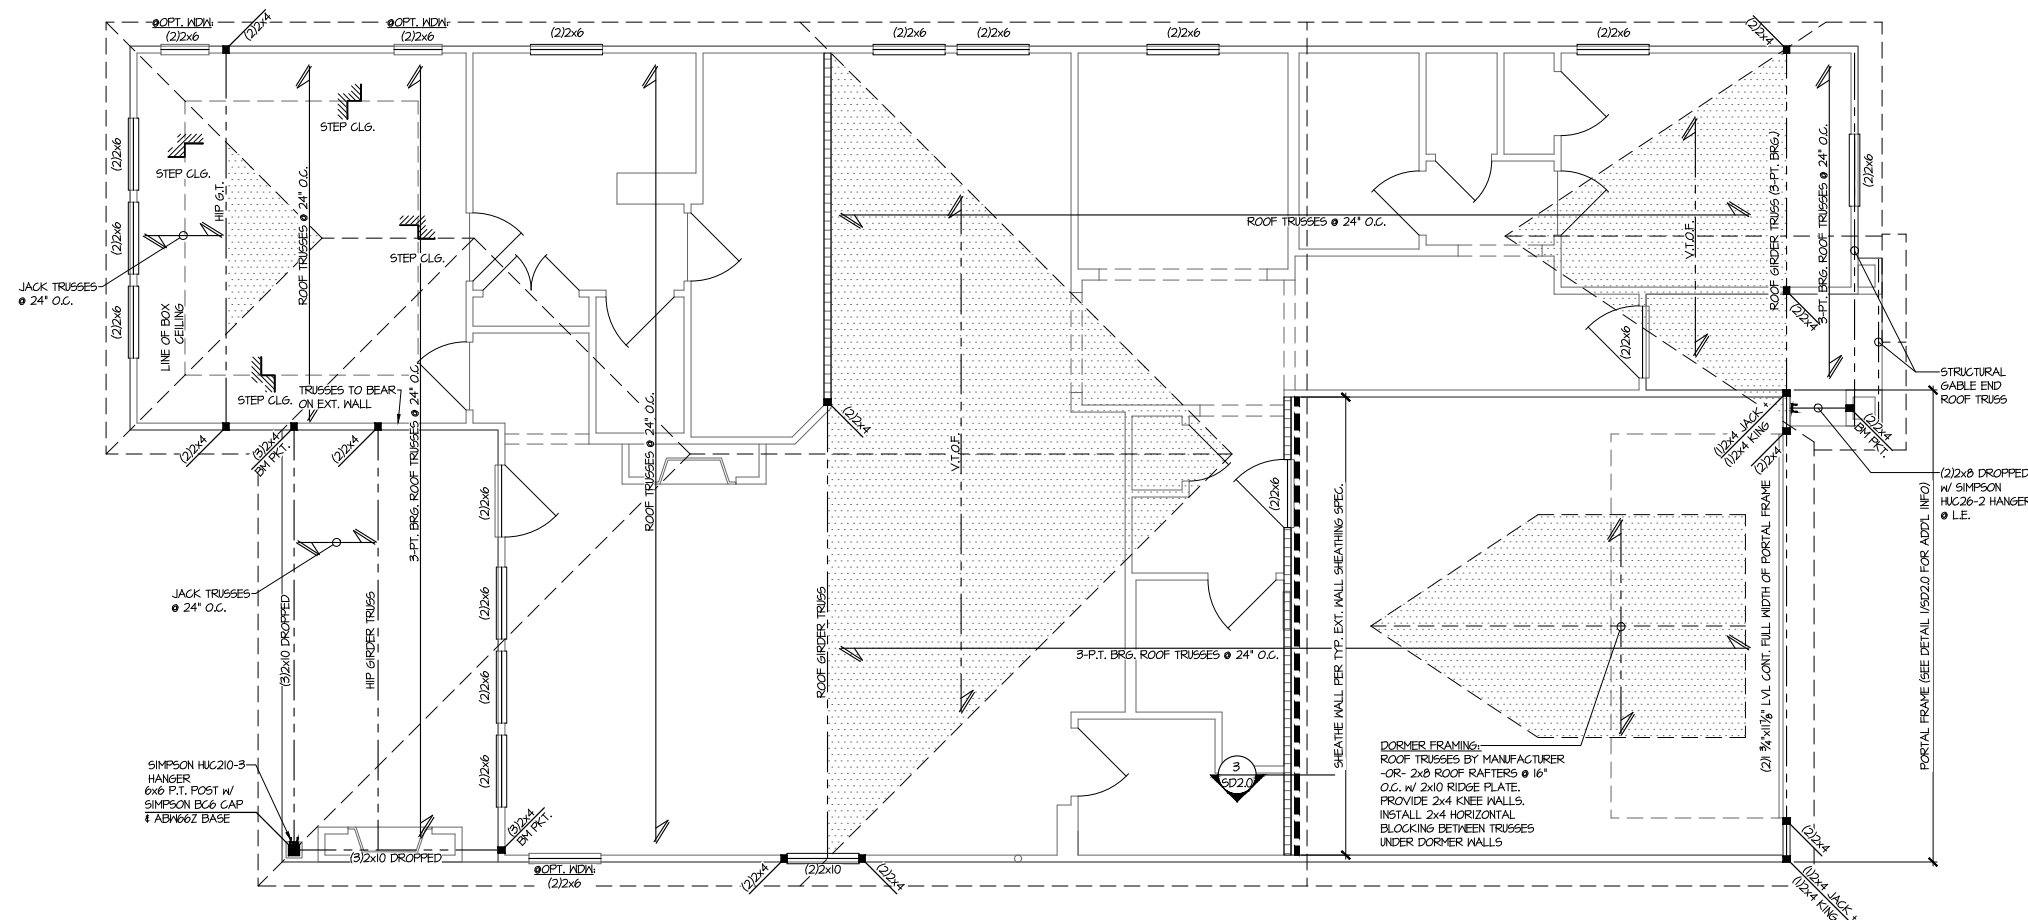 @OPT. WDW:
(2)2x6
(2)2x4
@OPT. WDW:
(2)2x6
(2)2x6
(2)2x6
(2)2x6
(2)2x6
(2)2x6
(2)2x4
STEP CLG.
STEP CLG.
STEP CLG.
STEP CLG.
(2)2x6
(2)2x6
(2)2x6
HIP G.T.
ROOF TRUSSES @ 24" O.C.
JACK TRUSSES
@ 24" O.C.
LINE OF BOX
CEILING
TRUSSES TO BEAR
ON EXT. WALL
3-PT. BRG. ROOF TRUSSES @ 24" O.C.
ROOF TRUSSES @ 24" O.C.
(2)2x4
(3)2x4
BM PKT.
(2)2x4
(2)2x4
V.T.O.F.
ROOF TRUSSES @ 24" O.C.
V.T.O.F.
ROOF GIRDER TRUSS (3-PT. BRG.)
3-PT. BRG. ROOF TRUSSES @ 24" O.C.
(2)2x6
(2)2x4
(2)2x6
STRUCTURAL
GABLE END
ROOF TRUSS
(1)2x4 JACK +
(1)2x4 KING
(2)2x4
(2)2x4
BM PKT.
(2)2x8 DROPPED
W/ SIMPSON
HUC26-2 HANGER
@ L.E.
(2)2x6
(2)2x6
(2)2x6
(2)2x6
(2)2x6
JACK TRUSSES
@ 24" O.C.
(3)2x10 DROPPED
HIP GIRDER TRUSS
ROOF GIRDER TRUSS
3-P.T. BRG. ROOF TRUSSES @ 24" O.C.
SHEATHE WALL PER TYP. EXT. WALL SHEATHING SPEC.
(2)1 3/4"x11 7/8" LVL CONT. FULL WIDTH OF PORTAL FRAME
PORTAL FRAME (SEE DETAIL 1/SD2.0 FOR ADD'L INFO)
SIMPSON HUC210-3
HANGER
6x6 P.T. POST W/
SIMPSON BC6 CAP
& ABW66Z BASE
(3)2x10 DROPPED
(3)2x4
BM PKT.
@OPT. WDW:
(2)2x6
(2)2x4
(2)2x10
(2)2x4
3
SD2.0
DORMER FRAMING:
ROOF TRUSSES BY MANUFACTURER
-OR- 2x8 ROOF RAFTERS @ 16"
O.C. W/ 2x10 RIDGE PLATE.
PROVIDE 2x4 KNEE WALLS.
INSTALL 2x4 HORIZONTAL
BLOCKING BETWEEN TRUSSES
UNDER DORMER WALLS
(2)2x4
(1)2x4 JACK +
(1)2x4 KING